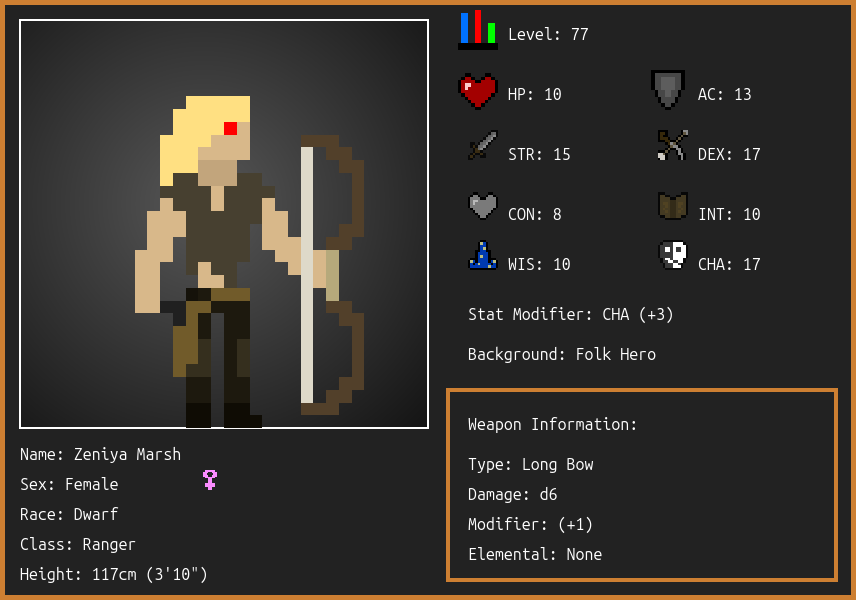 Level: 77
HP: 10
AC: 13
STR: 15
DEX: 17
CON: 8
INT: 10
WIS: 10
CHA: 17
Stat Modifier: CHA (+3)
Background: Folk Hero
Weapon Information:
Type: Long Bow
Damage: d6
Modifier: (+1)
Elemental: None
Name: Zeniya Marsh
Sex: Female
Race: Dwarf
Class: Ranger
Height: 117cm (3'10")